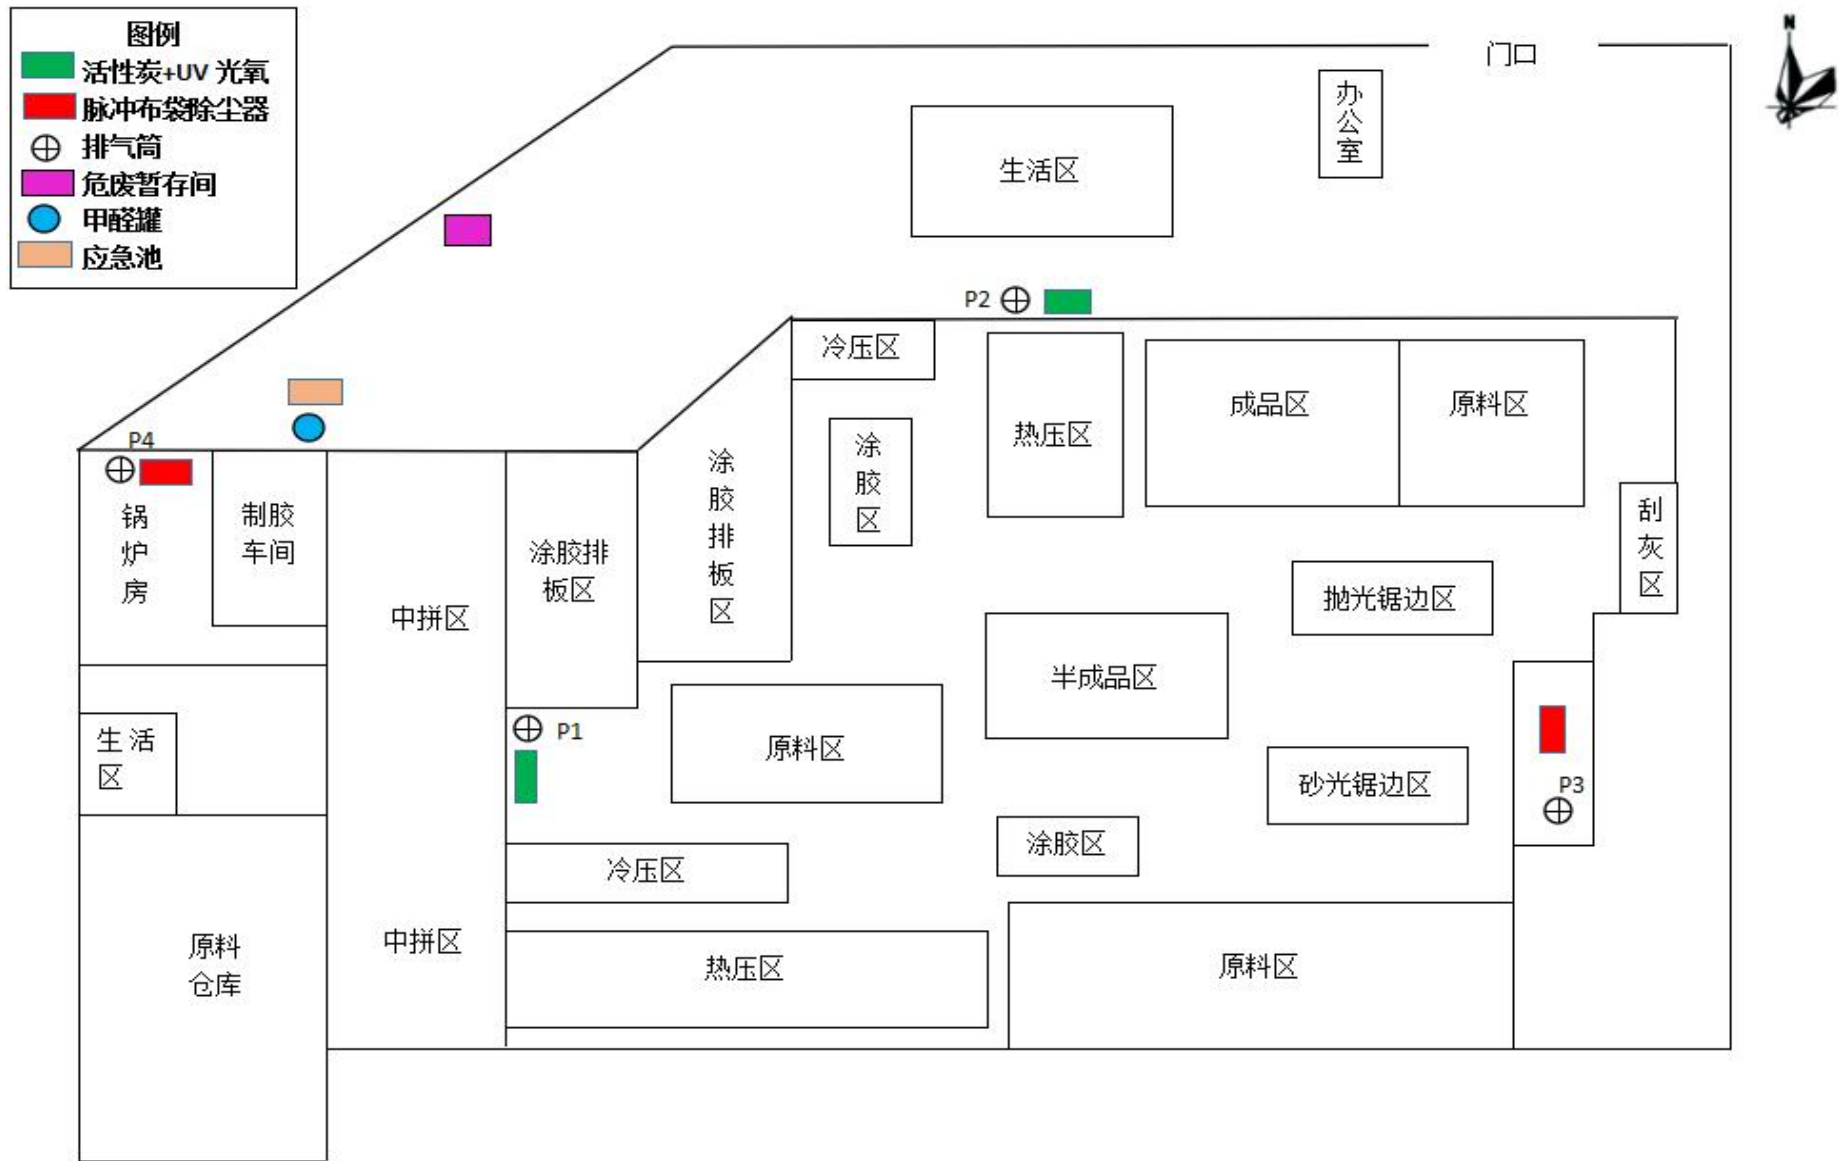 图例
活性炭+UV 光氧
脉冲布袋除尘器
排气筒
危废暂存间
甲醛罐
应急池
N
门口
办
公
室
生活区
P2
冷压区
热压区
成品区
原料区
涂
胶
区
涂
胶
排
板
区
刮
灰
区
P4
锅
炉
房
制胶
车间
涂胶排
板区
中拼区
抛光锯边区
半成品区
生 活
区
P1
原料区
砂光锯边区
P3
涂胶区
冷压区
中拼区
原料
仓库
热压区
原料区